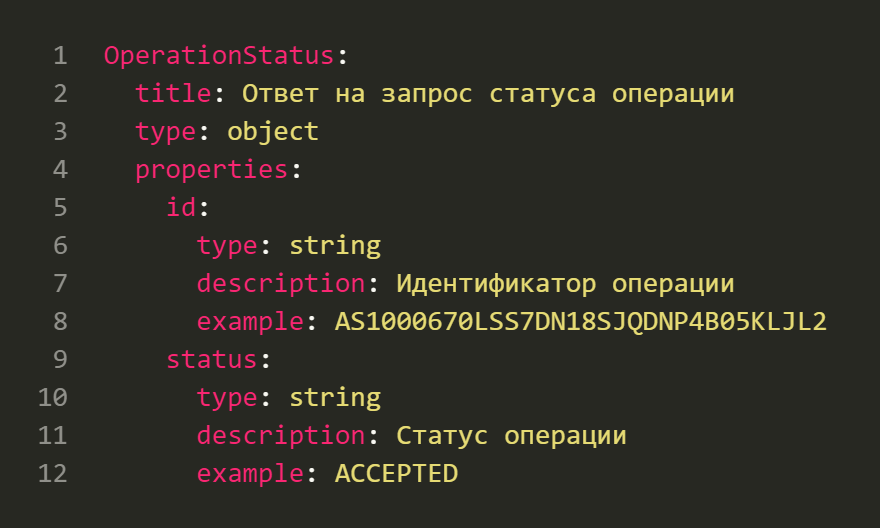 1 OperationStatus:
2 title: Ответ на запрос статуса операции
3 type: object
4 properties:
5 id:
6 type: string
7 description: Идентификатор операции
8 example: AS1000670LSS7DN18SJQDNP4B05KLJL2
9 status:
10 type: string
11 description: Статус операции
12 example: ACCEPTED